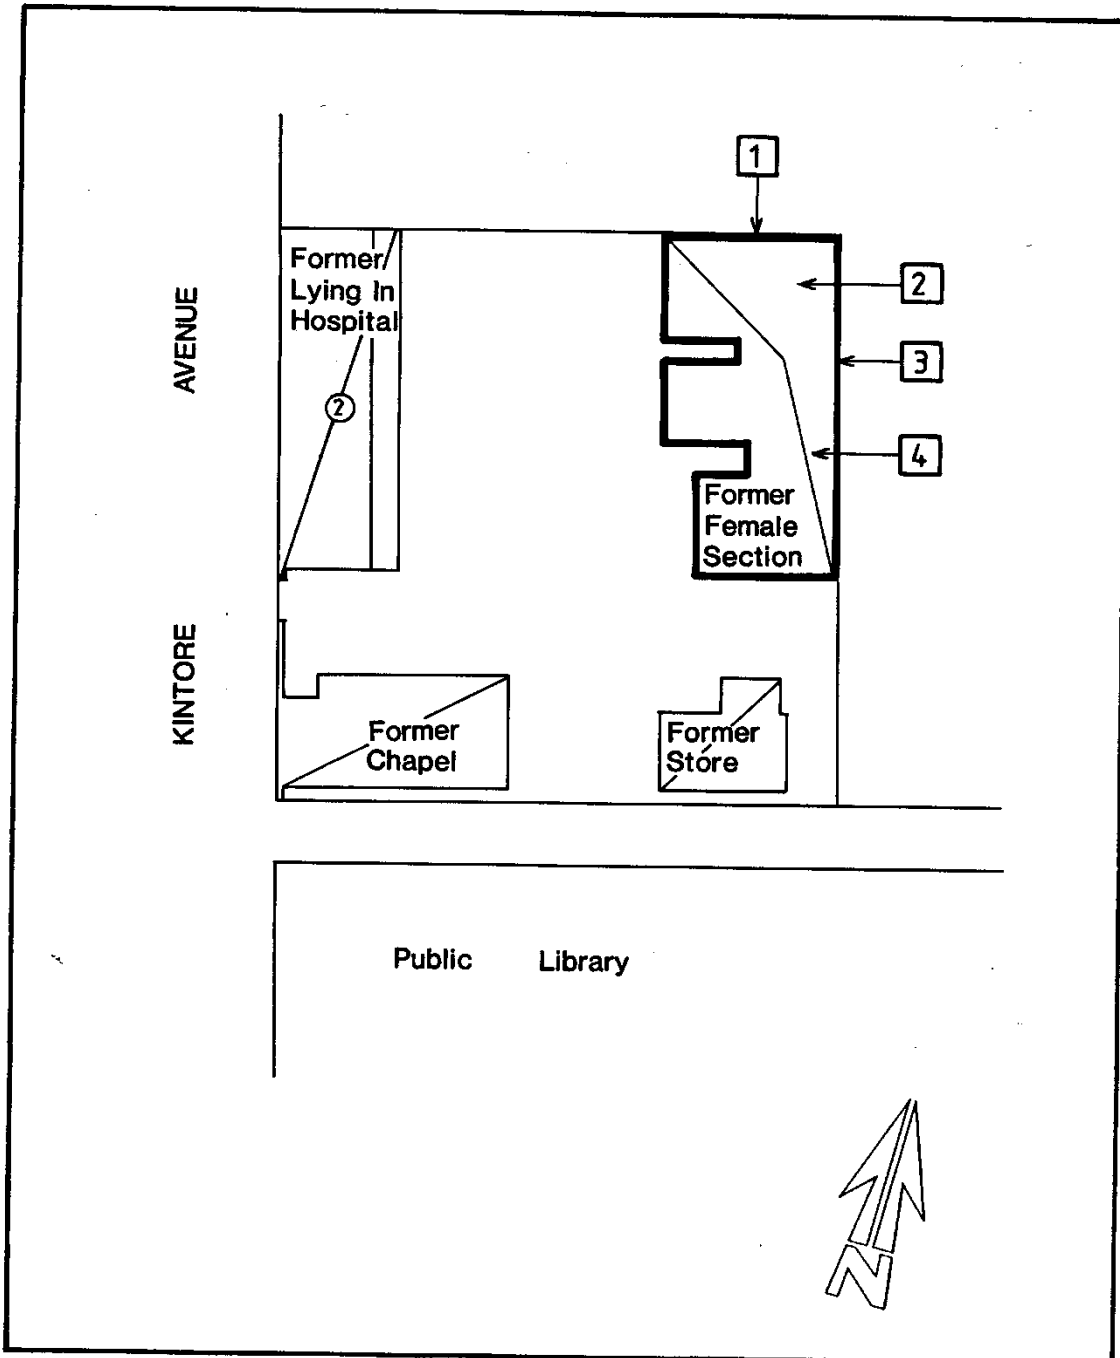 1
Former
Lying In
Hospital
2
2
3
4
AVENUE
Former
Female
Section
KINTORE
Former
Chapel
Former
Store
Public Library
N